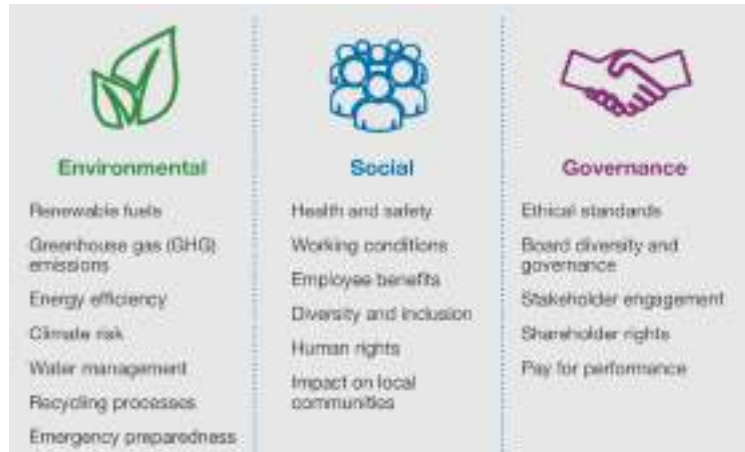 Environmental
Renewable fuels
Greenhouse gas (GHG)
emissions
Energy efficiency
Climate risk
Water management
Recycling processes
Emergency preparedness
Social
Health and safety
Working conditions
Employee benefits
Diversity and inclusion
Human rights
Impact on local
communities
Governance
Ethical standards
Board diversity and
governance
Stakeholder engagement
Shareholder rights
Pay for performance